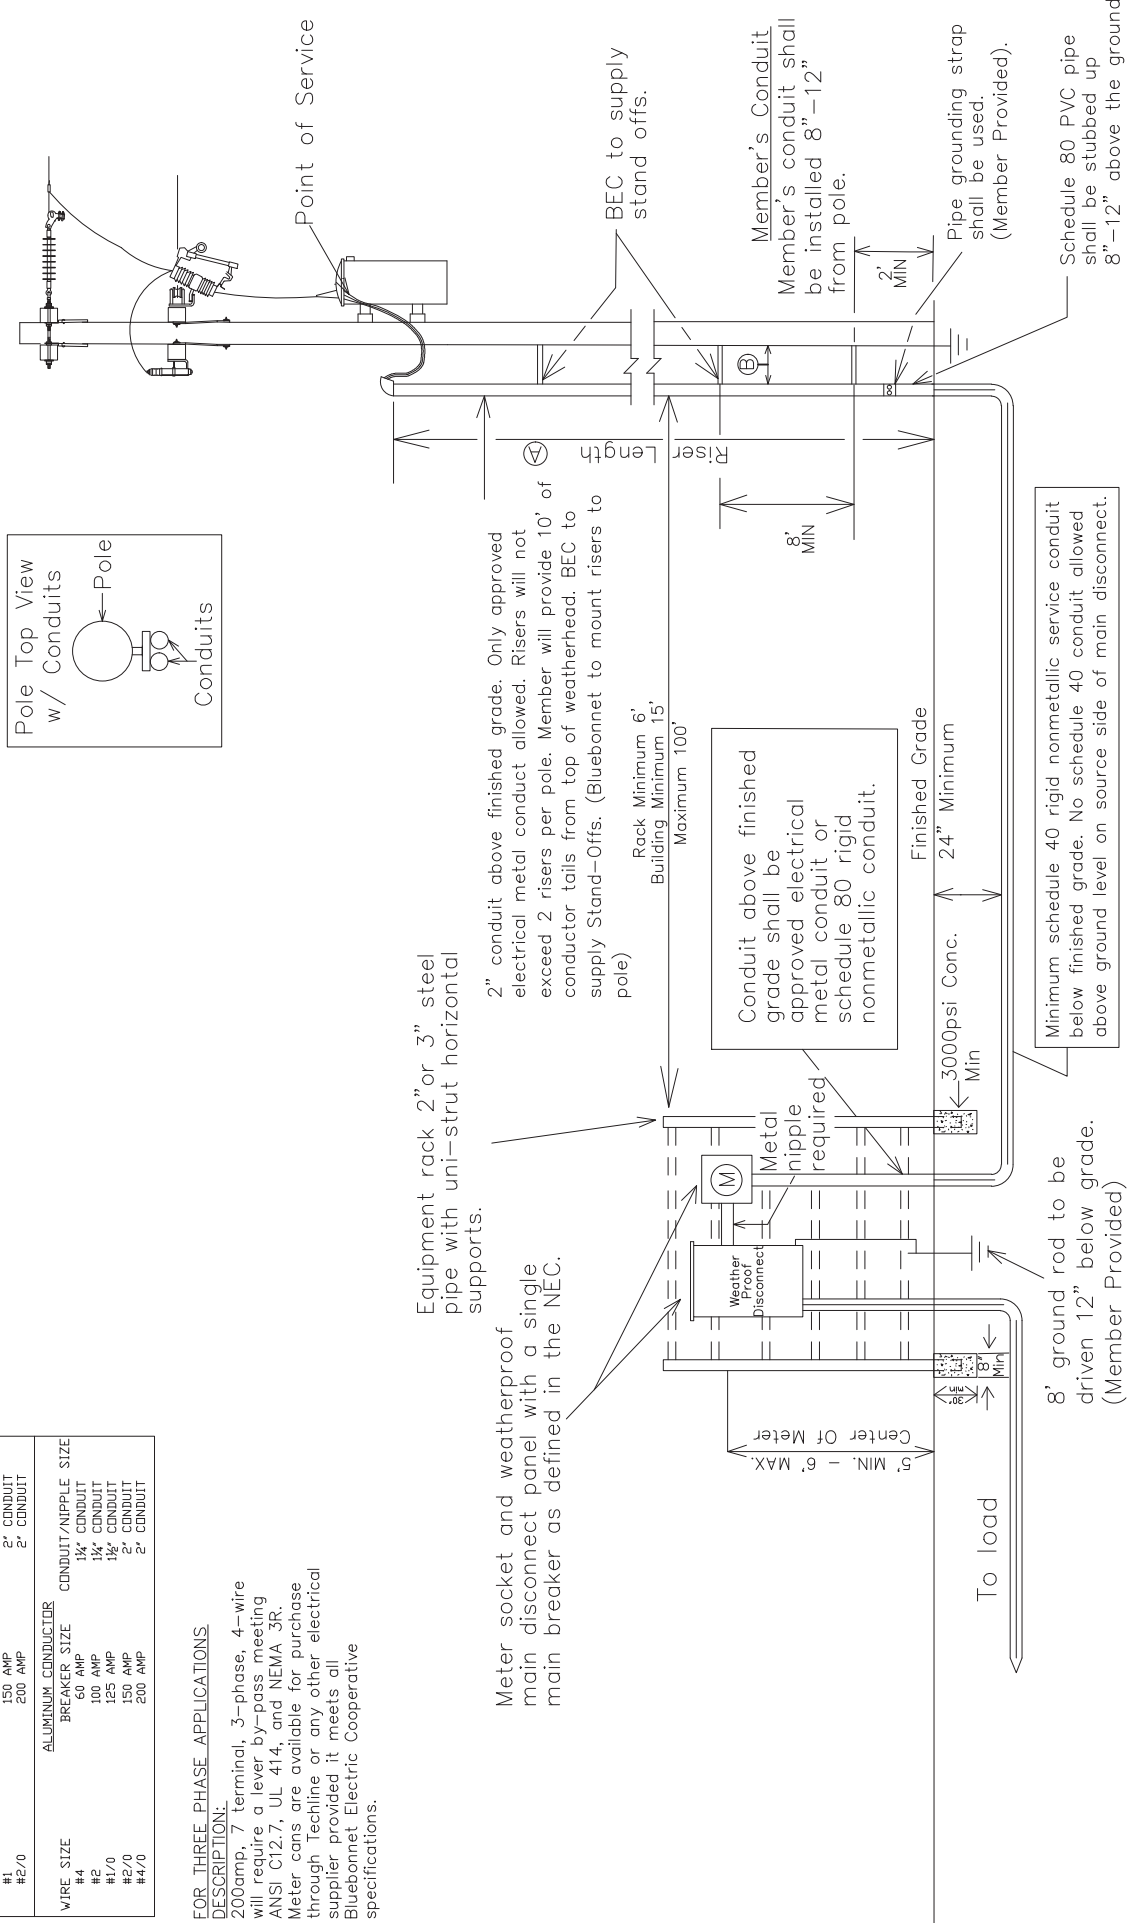 #1 150 AMP 2" CONDUIT
#2/0 200 AMP 2" CONDUIT
ALUMINUM CONDUCTOR
WIRE SIZE BREAKER SIZE CONDUIT/NIPPLE SIZE
#4 60 AMP 1¼" CONDUIT
#2 100 AMP 1¼" CONDUIT
#1/0 125 AMP 1½" CONDUIT
#2/0 150 AMP 2" CONDUIT
#4/0 200 AMP 2" CONDUIT
FOR THREE PHASE APPLICATIONS
DESCRIPTION:
200amp, 7 terminal, 3-phase, 4-wire
will require a lever by-pass meeting
ANSI C12.7, UL 414, and NEMA 3R.
Meter cans are available for purchase
through Techline or any other electrical
supplier provided it meets all
Bluebonnet Electric Cooperative
specifications.
Pole Top View
w/ Conduits
Pole
Conduits
Point of Service
Equipment rack 2"or 3" steel
pipe with uni-strut horizontal
supports.
Meter socket and weatherproof
main disconnect panel with a single
main breaker as defined in the NEC.
2" conduit above finished grade. Only approved
electrical metal conduct allowed. Risers will not
exceed 2 risers per pole. Member will provide 10' of
conductor tails from top of weatherhead. BEC to
supply Stand-Offs. (Bluebonnet to mount risers to
pole)
A
Riser Length
BEC to supply
stand offs.
Rack Minimum 6'
Building Minimum 15'
Maximum 100'
Member's Conduit
Member's conduit shall
be installed 8"-12"
from pole.
B
8'
MIN
2'
MIN
Conduit above finished
grade shall be
approved electrical
metal conduit or
schedule 80 rigid
nonmetallic conduit.
M
Weather
Proof
Disconnect
Metal
nipple
required
5' MIN. - 6' MAX.
Center Of Meter
Finished Grade
24" Minimum
3000psi Conc.
Min
30"
min
8"
Min
Pipe grounding strap
shall be used.
(Member Provided).
To load
8' ground rod to be
driven 12" below grade.
(Member Provided)
Minimum schedule 40 rigid nonmetallic service conduit
below finished grade. No schedule 40 conduit allowed
above ground level on source side of main disconnect.
Schedule 80 PVC pipe
shall be stubbed up
8"-12" above the ground